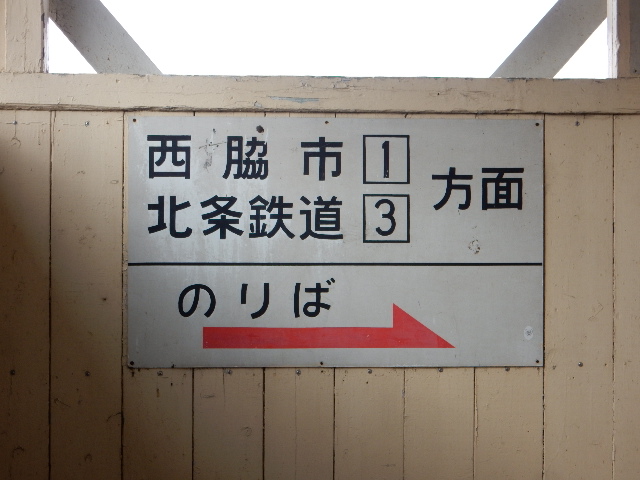 西脇市 1 方面
北条鉄道 3
のりば